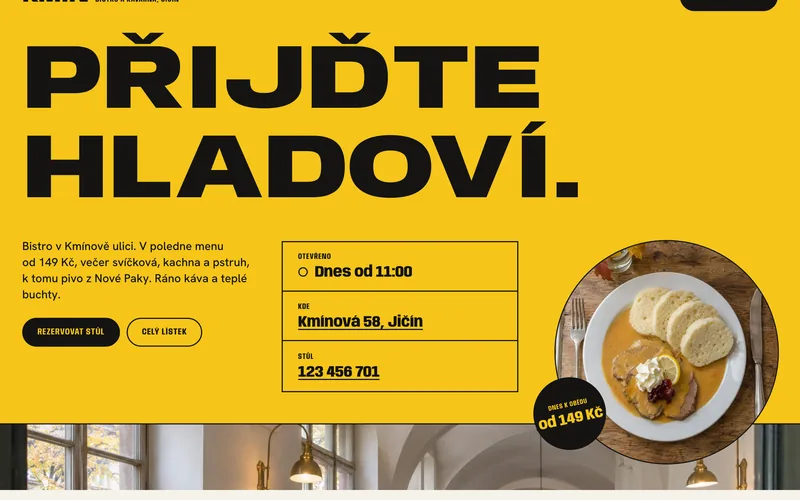 PŘIJĎTE
HLADOVÍ.
Bistro v Kmínově ulici. V poledne menu
od 149 Kč, večer svíčková, kachna a pstruh,
k tomu pivo z Nové Paky. Ráno káva a teplé
buchty.
REZERVOVAT STŮL
CELÝ LÍSTEK
OTEVŘENO
Dnes od 11:00
KDE
Kmínová 58, Jičín
STŮL
123 456 701
DNES K OBĚDU
od 149 Kč